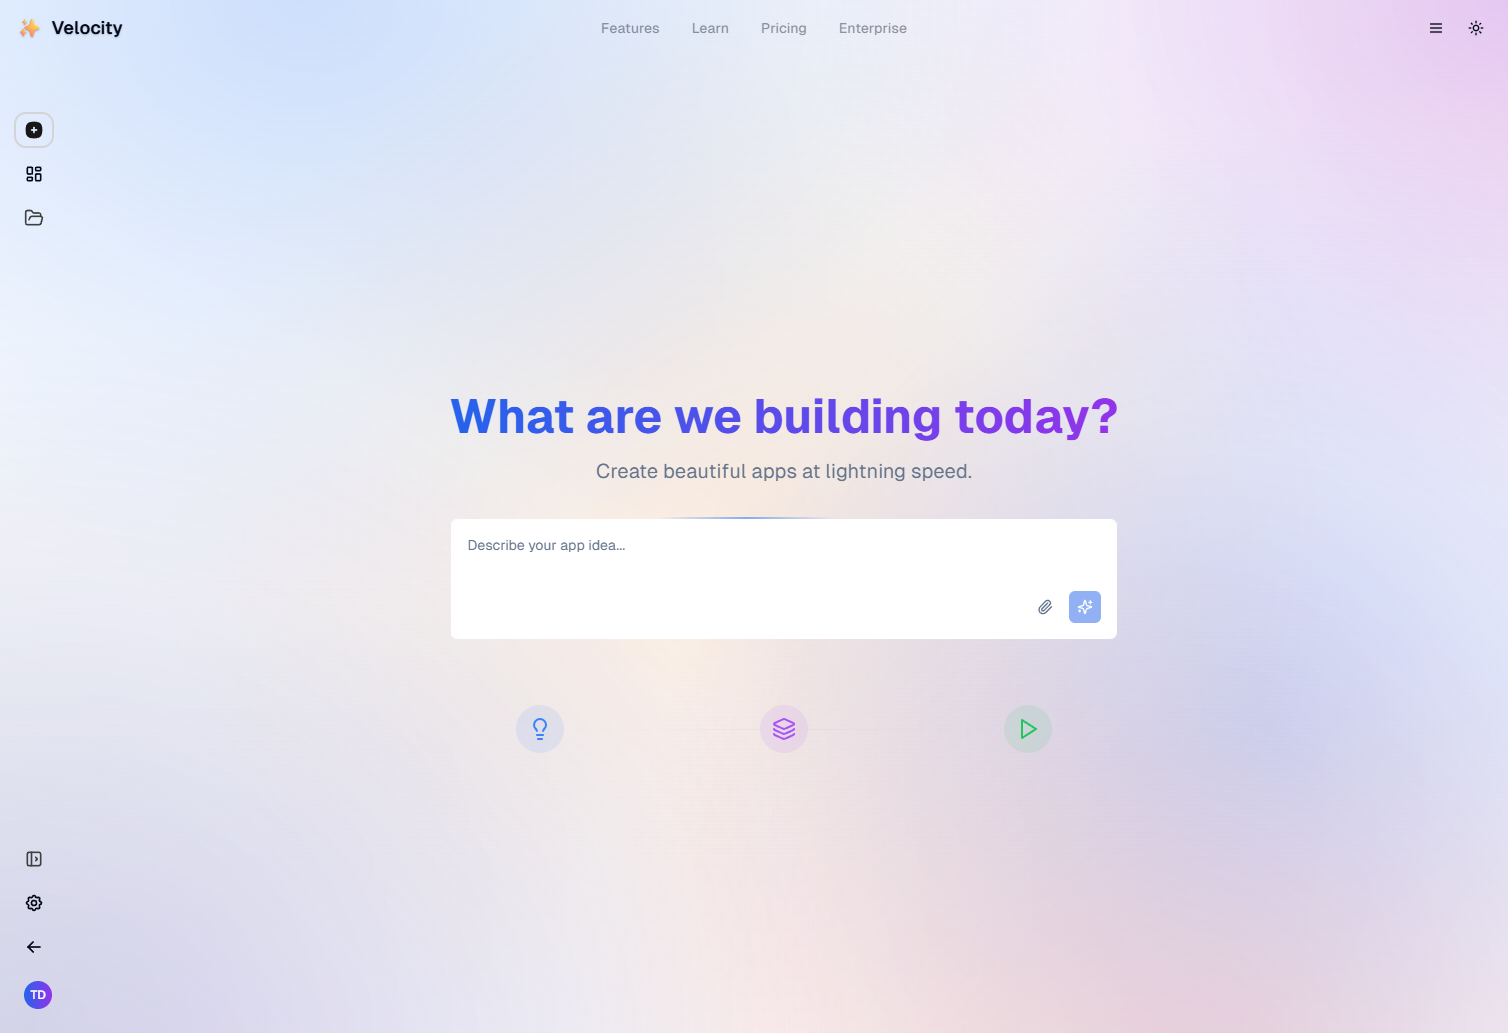 Velocity
Features
Learn
Pricing
Enterprise
What are we building today?
Create beautiful apps at lightning speed.
Describe your app idea...
TD